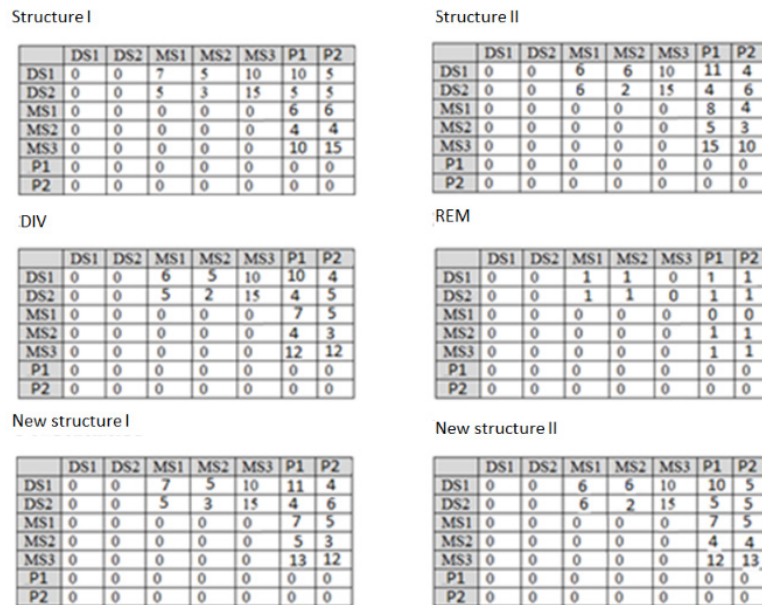 Structure I
DS1 DS2 MS1 MS2 MS3 P1 P2
DS1 0 0 7 5 10 10 5
DS2 0 0 5 3 15 5 5
MS1 0 0 0 0 0 6 6
MS2 0 0 0 0 0 4 4
MS3 0 0 0 0 0 10 15
P1 0 0 0 0 0 0 0
P2 0 0 0 0 0 0 0
Structure II
DS1 DS2 MS1 MS2 MS3 P1 P2
DS1 0 0 6 6 10 11 4
DS2 0 0 6 2 15 4 6
MS1 0 0 0 0 0 8 4
MS2 0 0 0 0 0 5 3
MS3 0 0 0 0 0 15 10
P1 0 0 0 0 0 0 0
P2 0 0 0 0 0 0 0
DIV
DS1 DS2 MS1 MS2 MS3 P1 P2
DS1 0 0 6 5 10 10 4
DS2 0 0 5 2 15 4 5
MS1 0 0 0 0 0 7 5
MS2 0 0 0 0 0 4 3
MS3 0 0 0 0 0 12 12
P1 0 0 0 0 0 0 0
P2 0 0 0 0 0 0 0
REM
DS1 DS2 MS1 MS2 MS3 P1 P2
DS1 0 0 1 1 0 1 1
DS2 0 0 1 1 0 1 1
MS1 0 0 0 0 0 0 0
MS2 0 0 0 0 0 1 1
MS3 0 0 0 0 0 1 1
P1 0 0 0 0 0 0 0
P2 0 0 0 0 0 0 0
New structure I
DS1 DS2 MS1 MS2 MS3 P1 P2
DS1 0 0 7 5 10 11 4
DS2 0 0 5 3 15 4 6
MS1 0 0 0 0 0 7 5
MS2 0 0 0 0 0 5 3
MS3 0 0 0 0 0 13 12
P1 0 0 0 0 0 0 0
P2 0 0 0 0 0 0 0
New structure II
DS1 DS2 MS1 MS2 MS3 P1 P2
DS1 0 0 6 6 10 10 5
DS2 0 0 6 2 15 5 5
MS1 0 0 0 0 0 7 5
MS2 0 0 0 0 0 4 4
MS3 0 0 0 0 0 12 13
P1 0 0 0 0 0 0 0
P2 0 0 0 0 0 0 0